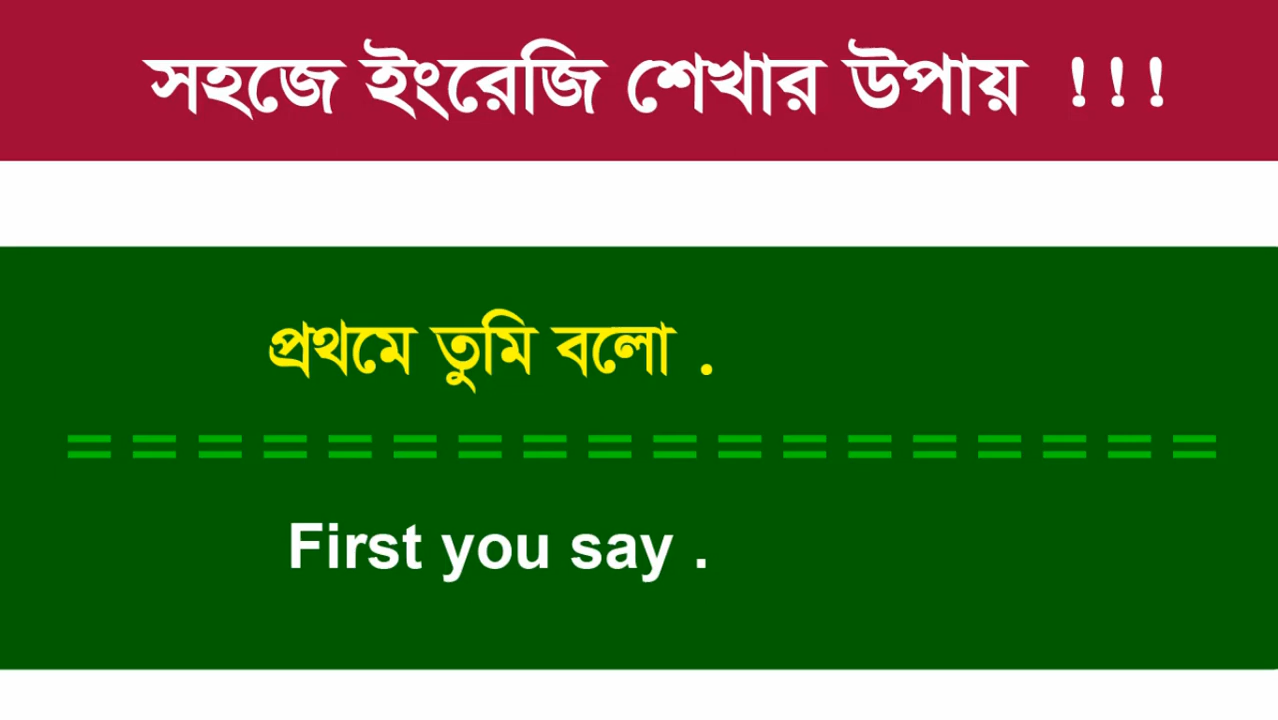 সহজে ইংরেজি শেখার উপায় !!!
প্রথমে তুমি বলো .
= = = = = = = = = = = = = = = = = =
First you say .